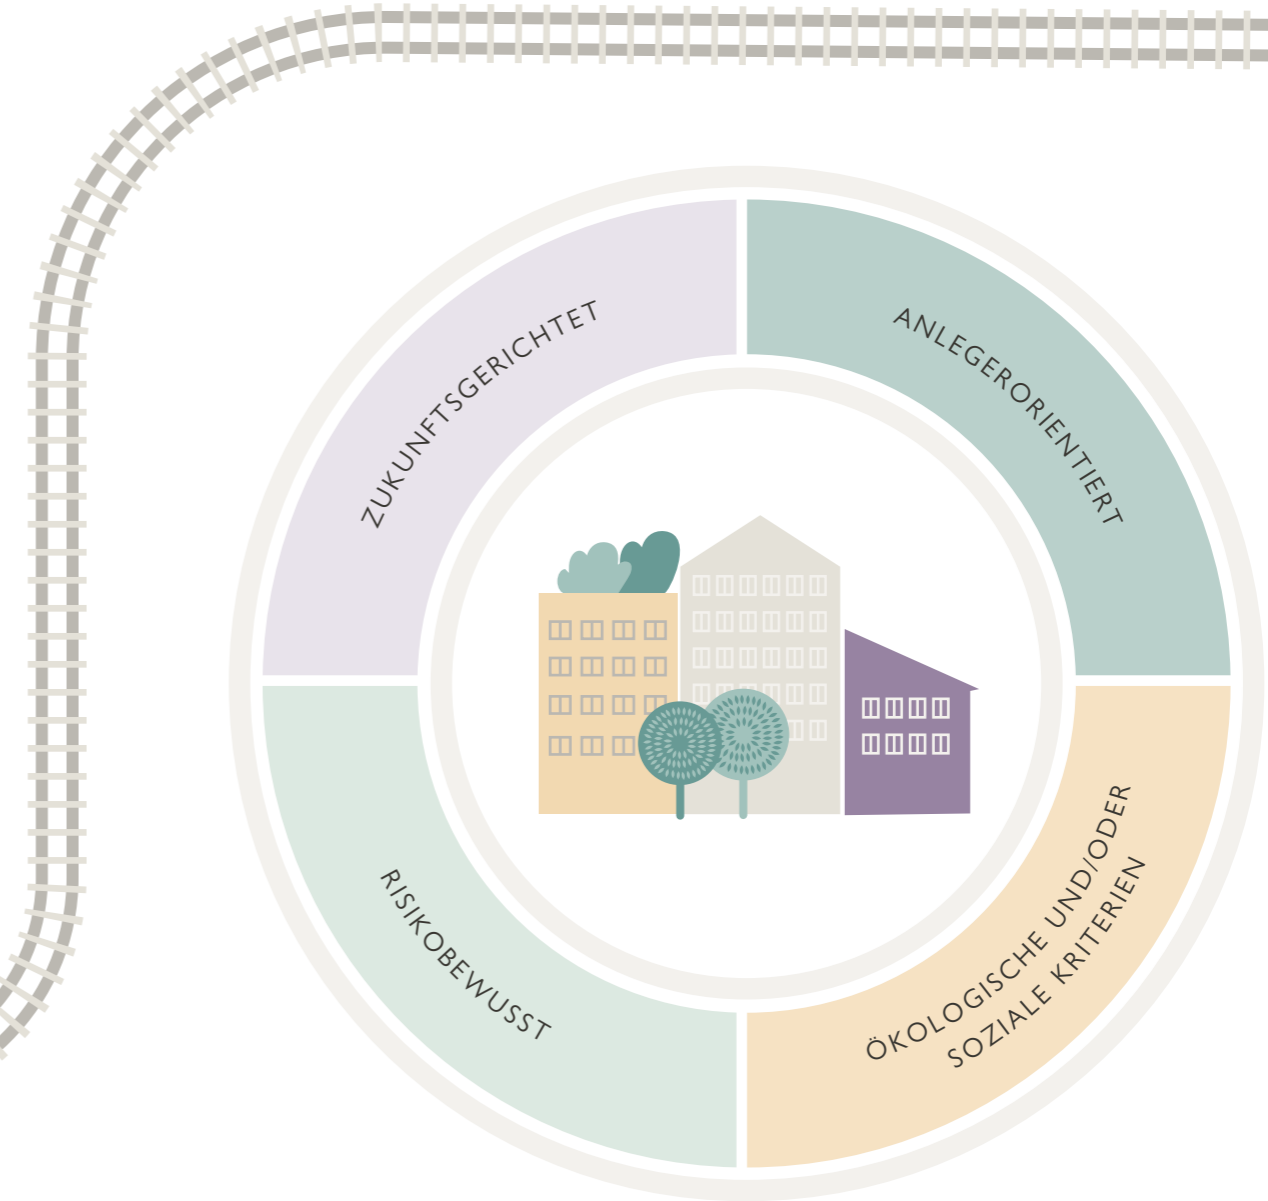 ZUKUNFTSGERICHTET
ANLEGERORIENTIERT
RISIKOBEWUSST
ÖKOLOGISCHE UND/ODER
SOZIALE KRITERIEN